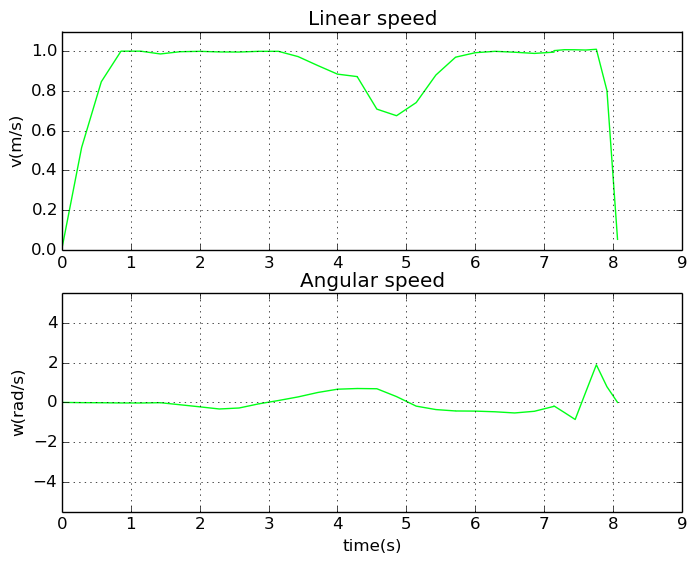 Linear speed
1.0
0.8
0.6
0.4
0.2
0.0
v(m/s)
0 1 2 3 4 5 6 7 8 9
Angular speed
4
2
0
−2
−4
w(rad/s)
0 1 2 3 4 5 6 7 8 9
time(s)